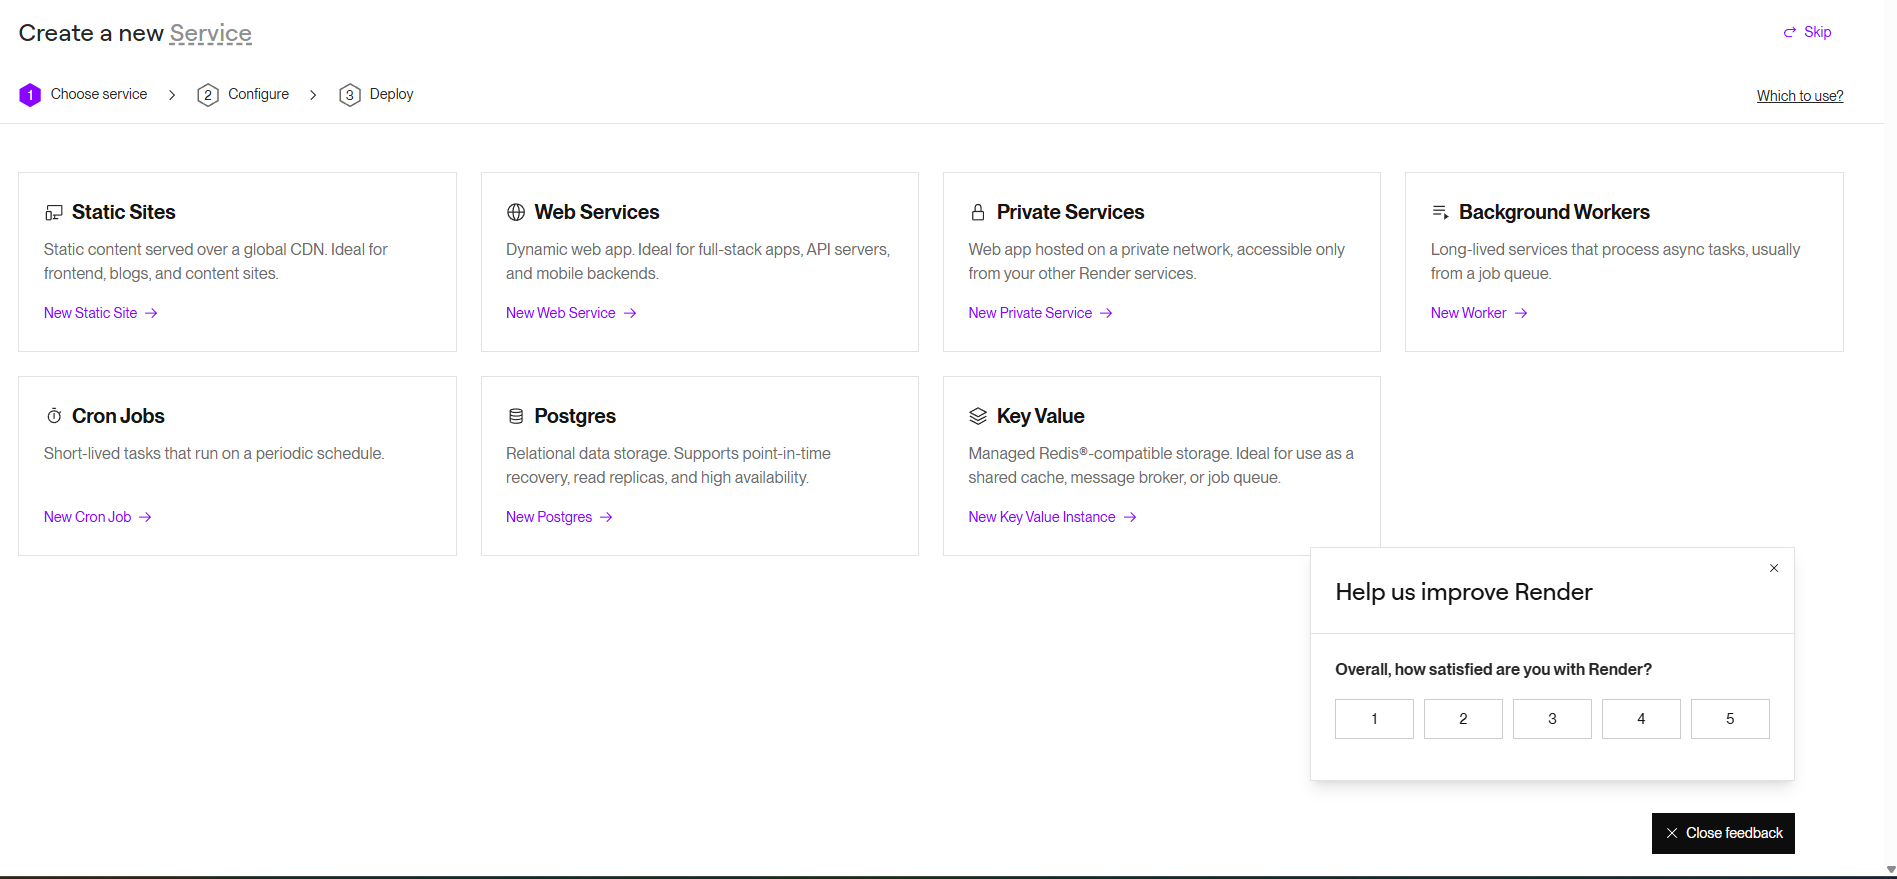 Create a new Service
Skip
1 Choose service
2 Configure
3 Deploy
Which to use?
Static Sites
Static content served over a global CDN. Ideal for
frontend, blogs, and content sites.
New Static Site
Web Services
Dynamic web app. Ideal for full-stack apps, API servers,
and mobile backends.
New Web Service
Private Services
Web app hosted on a private network, accessible only
from your other Render services.
New Private Service
Background Workers
Long-lived services that process async tasks, usually
from a job queue.
New Worker
Cron Jobs
Short-lived tasks that run on a periodic schedule.
New Cron Job
Postgres
Relational data storage. Supports point-in-time
recovery, read replicas, and high availability.
New Postgres
Key Value
Managed Redis®-compatible storage. Ideal for use as a
shared cache, message broker, or job queue.
New Key Value Instance
Help us improve Render
Overall, how satisfied are you with Render?
1 2 3 4 5
Close feedback